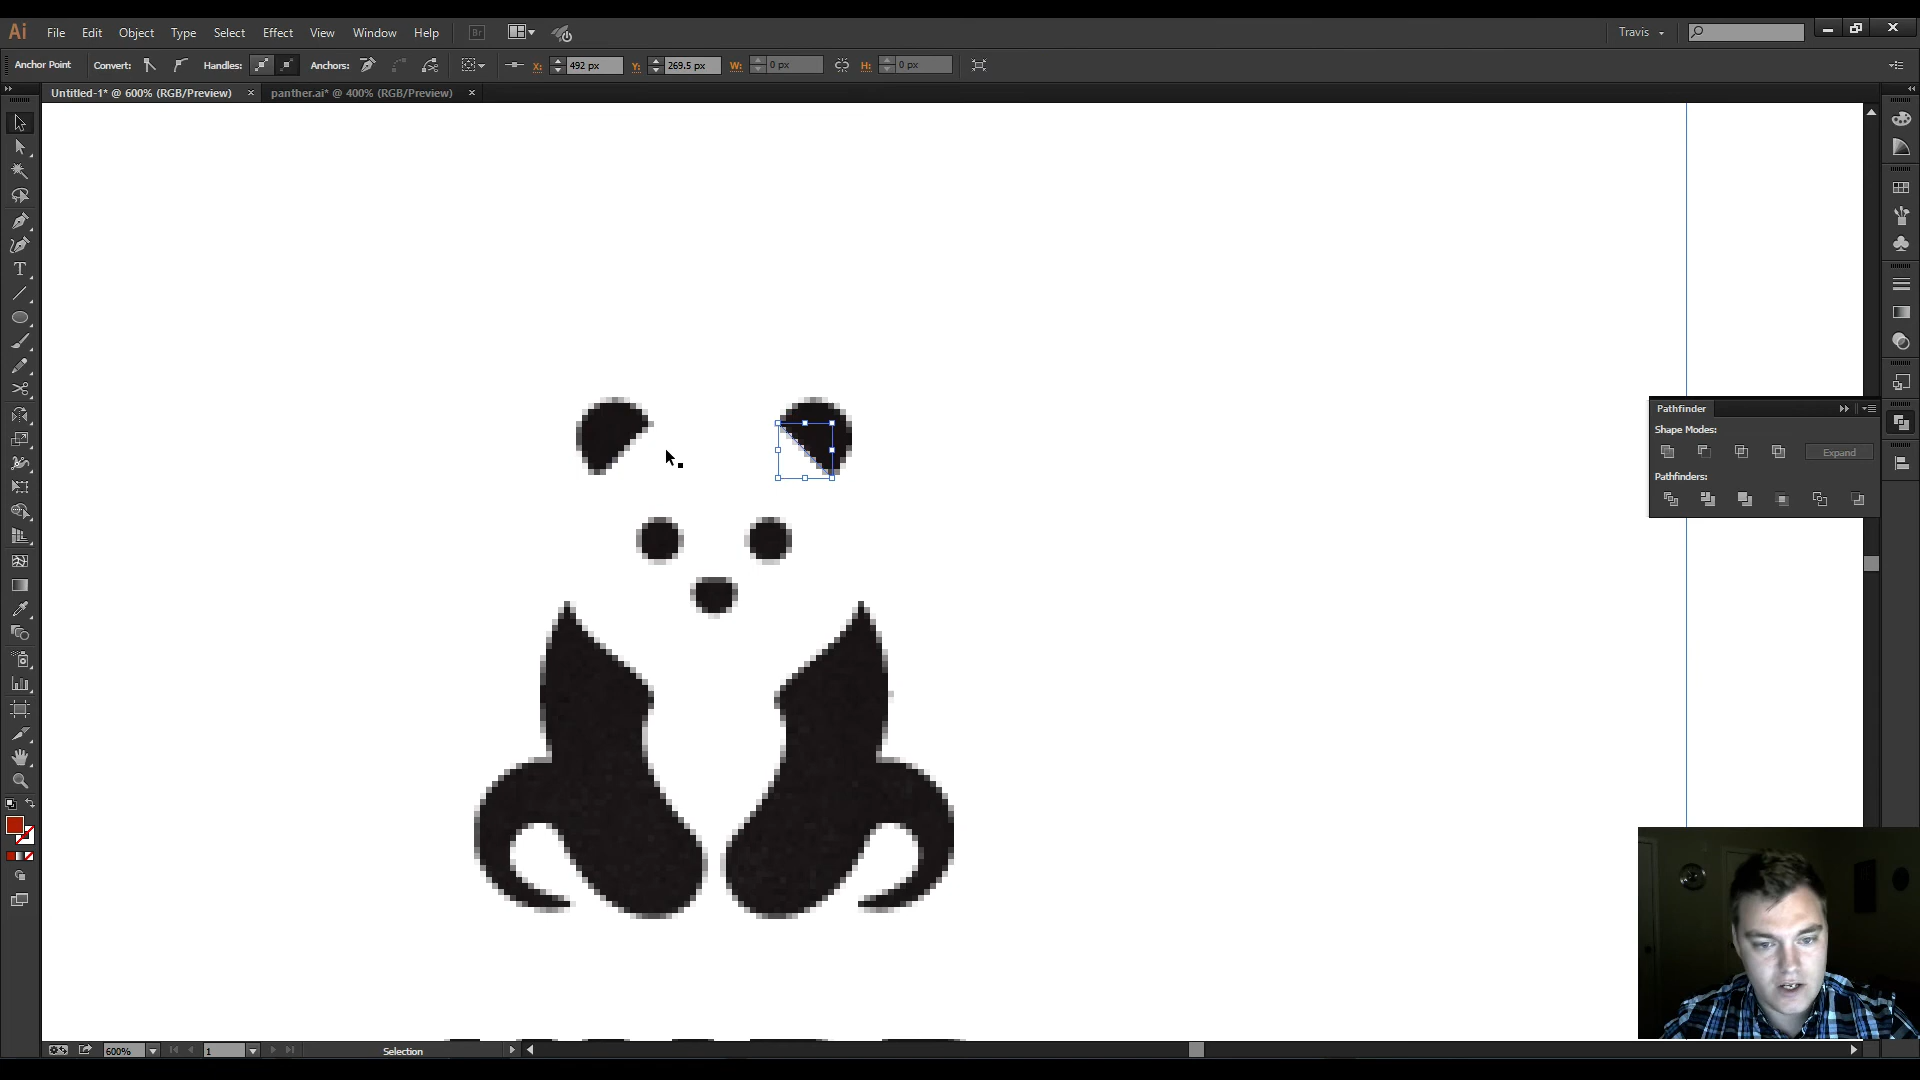 Ai File Edit Object Type Select Effect View Window Help Br Travis
Anchor Point Convert: Handles: Anchors: X: 492 px Y: 269.5 px W: 0 px H: 0 px
Untitled-1* @ 600% (RGB/Preview) × panther.ai* @ 400% (RGB/Preview) ×
Pathfinder
Shape Modes:
Expand
Pathfinders:
600% 1 Selection